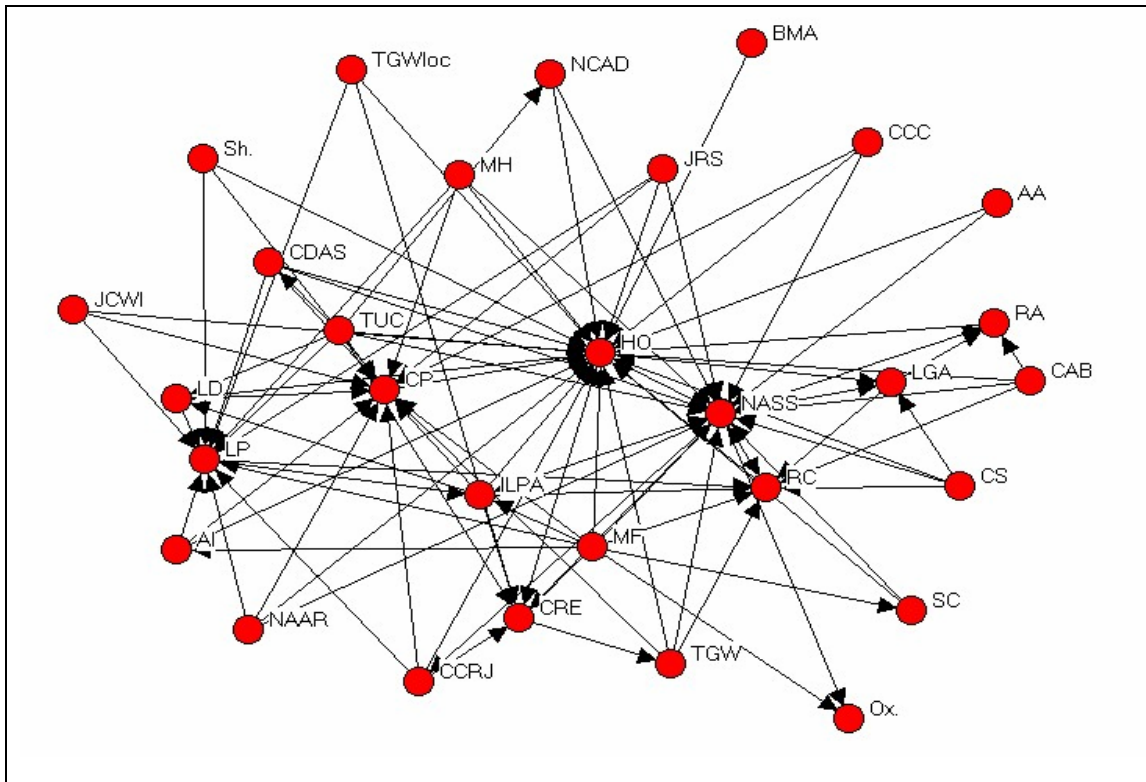 BMA
TGWloc
NCAD
CCC
Sh.
MH
JRS
AA
CDAS
JCWI
TUC
RA
HO
LD
CP
LGA
CAB
NASS
LP
ILPA
RC
CS
AI
MF
SC
NAAR
CRE
CCRJ
TGW
Ox.